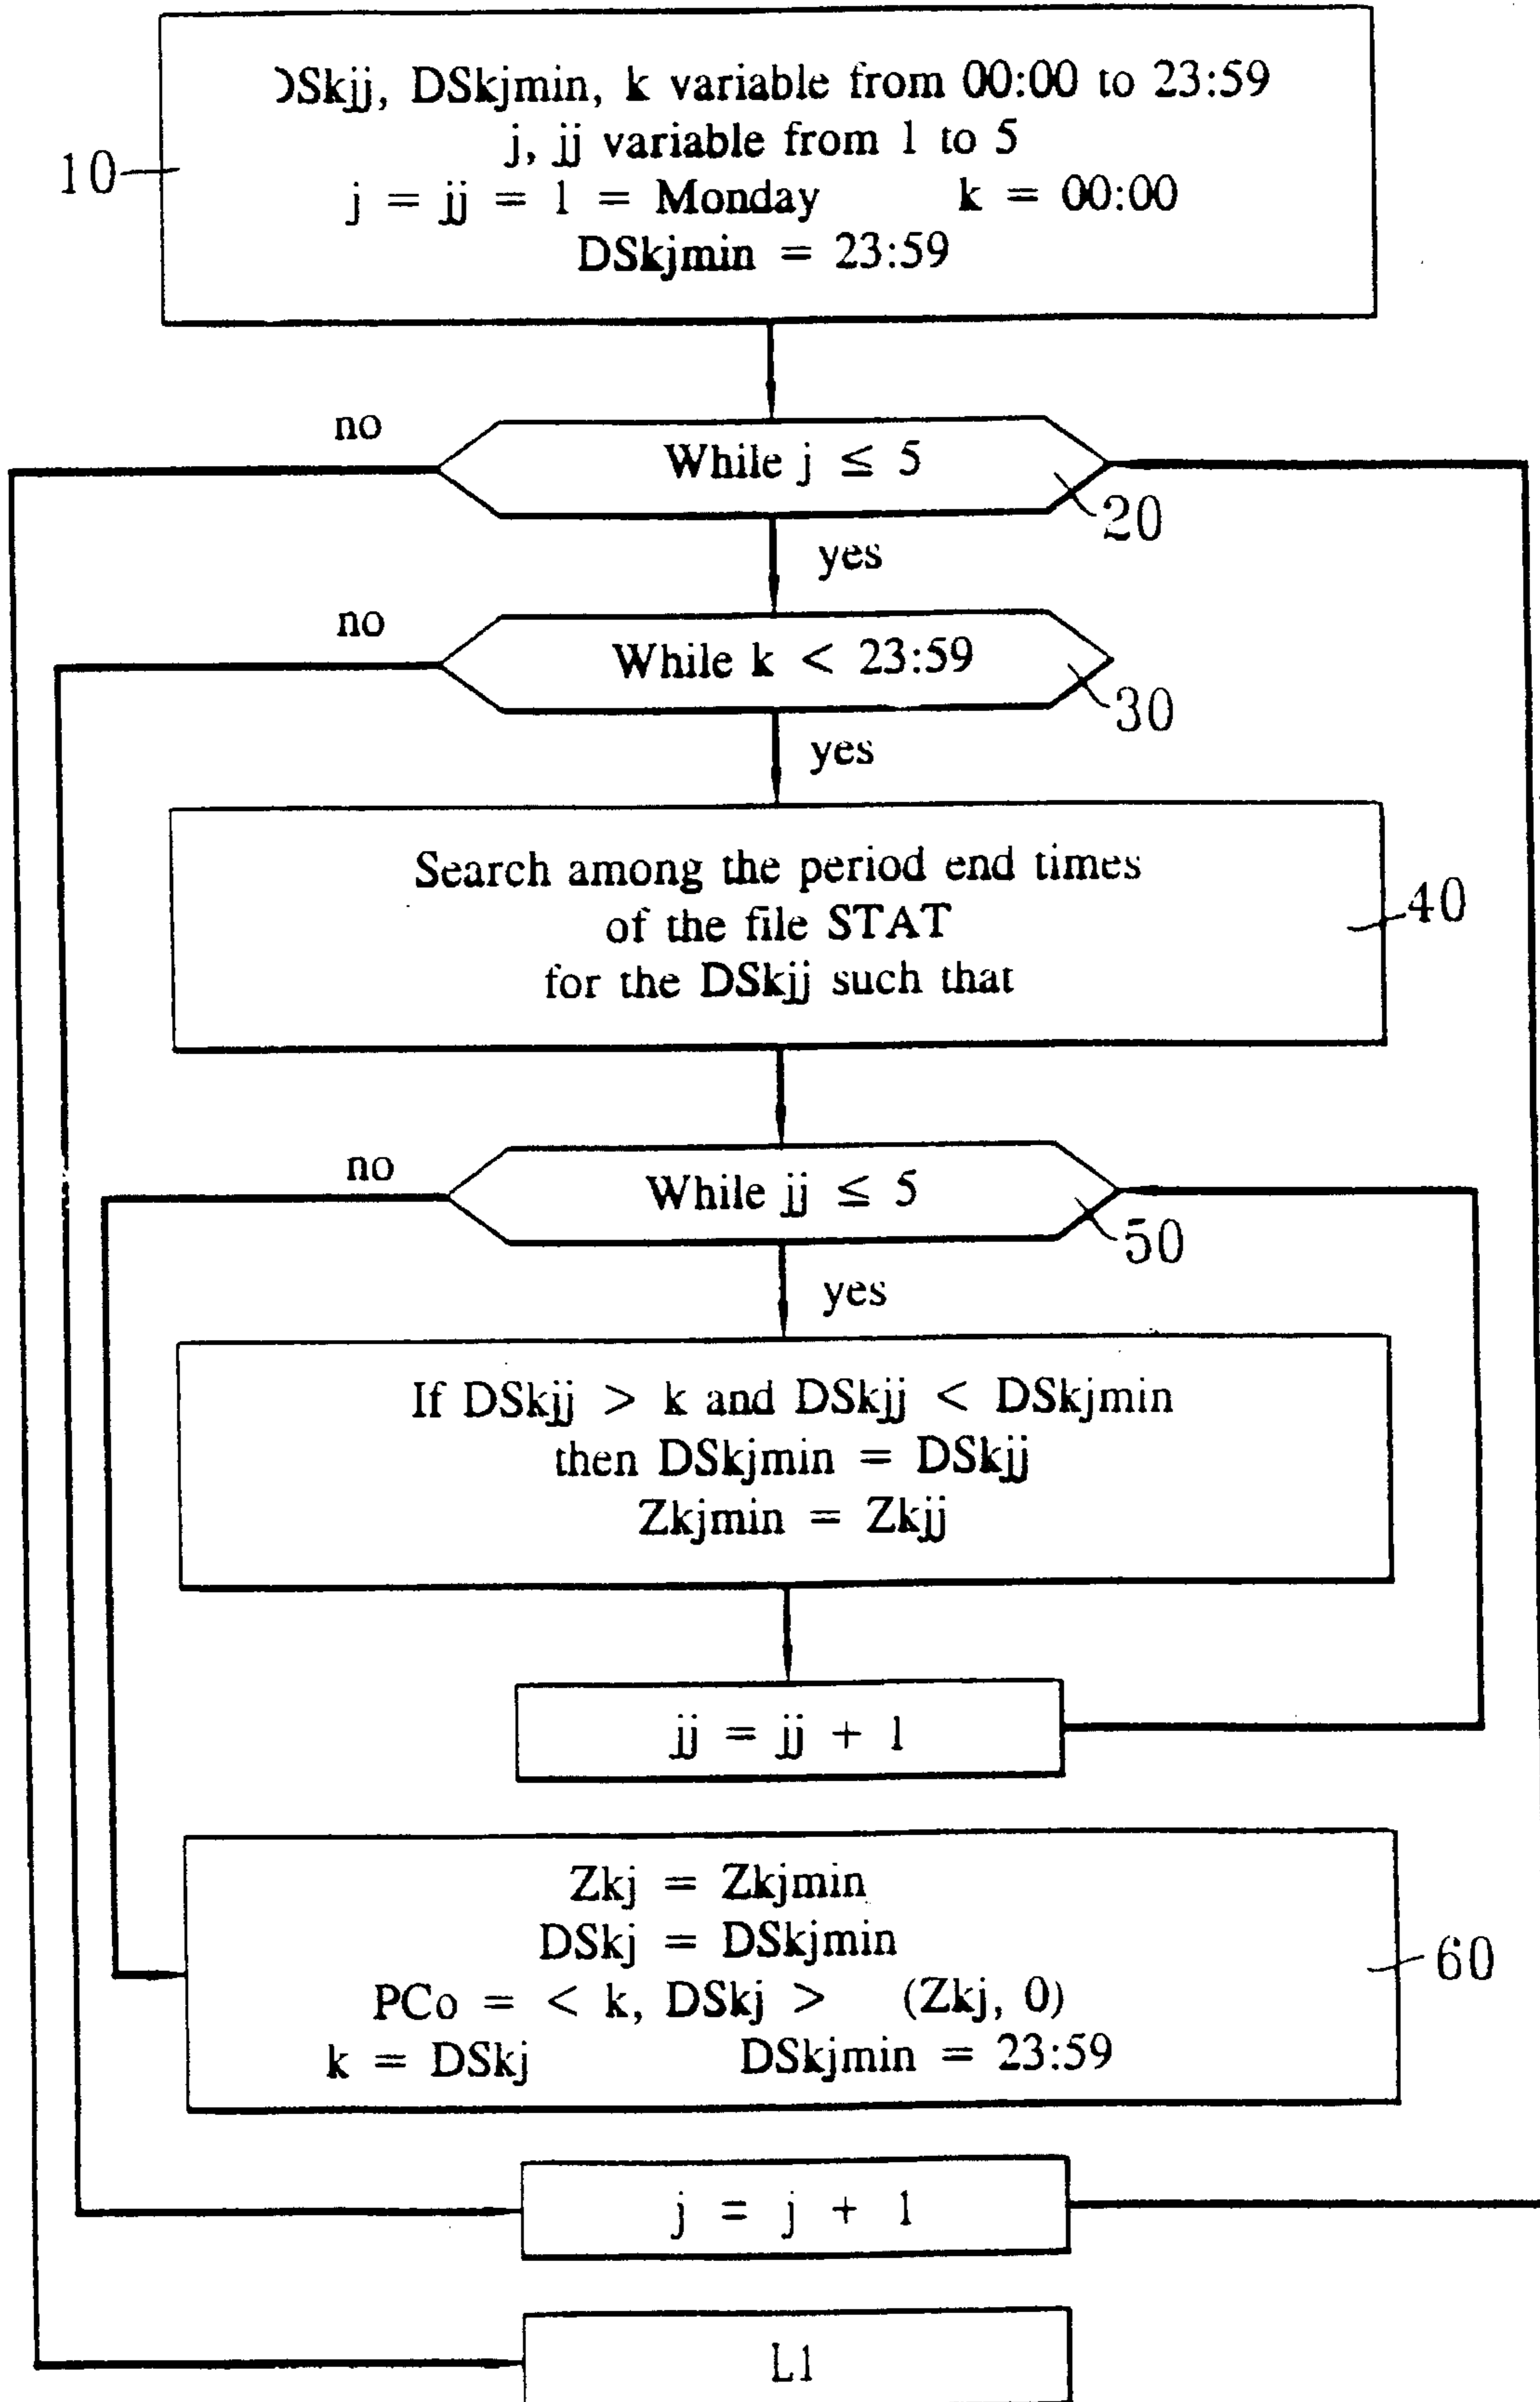 DSkjj, DSkjmin, k variable from 00:00 to 23:59
j, jj variable from 1 to 5
10
j = jj = 1 = Monday k = 00:00
DSkjmin = 23:59
no
While j ≤ 5
20
yes
no
While k < 23:59
30
yes
Search among the period end times
of the file STAT
40
for the DSkjj such that
no
While jj ≤ 5
50
yes
If DSkjj > k and DSkjj < DSkjmin
then DSkjmin = DSkjj
Zkjmin = Zkjj
jj = jj + 1
Zkj = Zkjmin
DSkj = DSkjmin
60
PCo = < k, DSkj > (Zkj, 0)
k = DSkj DSkjmin = 23:59
j = j + 1
L1